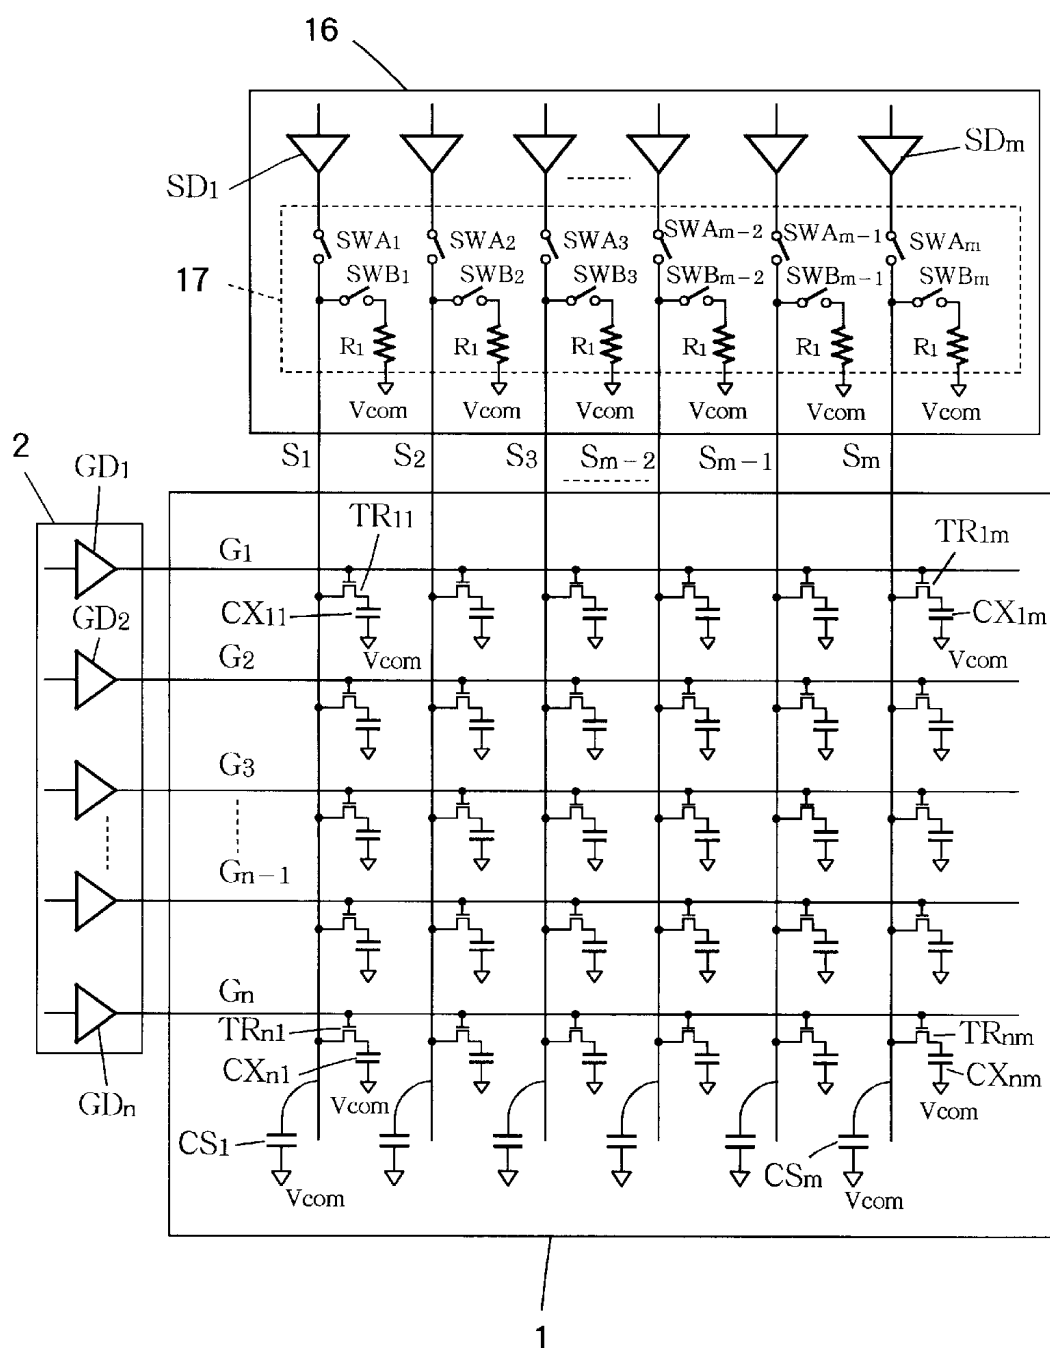 16
SD1 SDm
SWA1 SWA2 SWA3 SWAm-2 SWAm-1 SWAm
17 SWB1 SWB2 SWB3 SWBm-2 SWBm-1 SWBm
R1 R1 R1 R1 R1 R1
Vcom Vcom Vcom Vcom Vcom Vcom
2 GD1 S1 S2 S3 Sm-2 Sm-1 Sm
G1 TR11 TR1m
GD2 CX11 CX1m
G2 Vcom Vcom
G3
Gn-1
Gn
TRn1 TRnm
CXn1 CXnm
GDn Vcom Vcom
CS1 CSm
Vcom Vcom
1